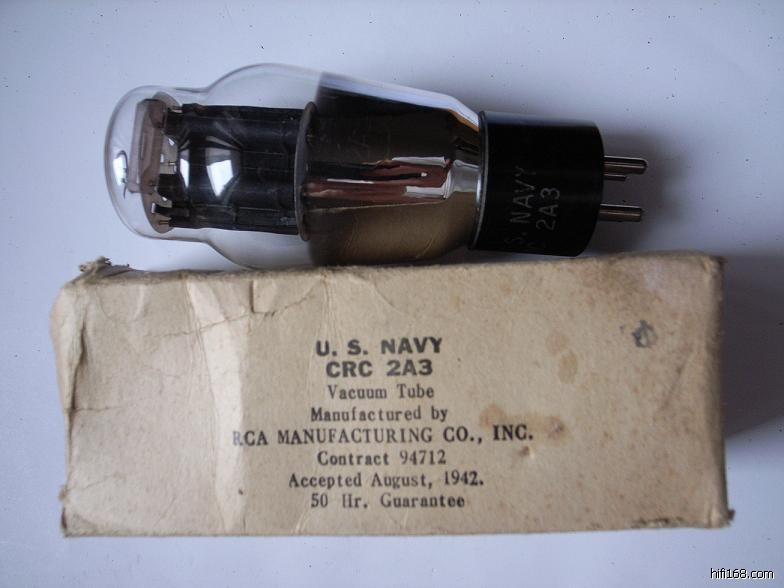 S. NAVY
C 2A3
U. S. NAVY
CRC 2A3
Vacuum Tube
Manufactured by
RCA MANUFACTURING CO., INC.
Contract 94712
Accepted August, 1942.
50 Hr. Guarantee
hifi168.com